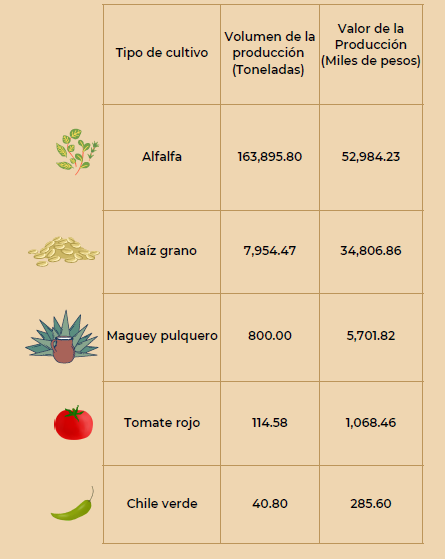 Tipo de cultivo
Volumen de la
producción
(Toneladas)
Valor de la
Producción
(Miles de pesos)
Alfalfa 163,895.80 52,984.23
Maíz grano 7,954.47 34,806.86
Maguey pulquero 800.00 5,701.82
Tomate rojo 114.58 1,068.46
Chile verde 40.80 285.60